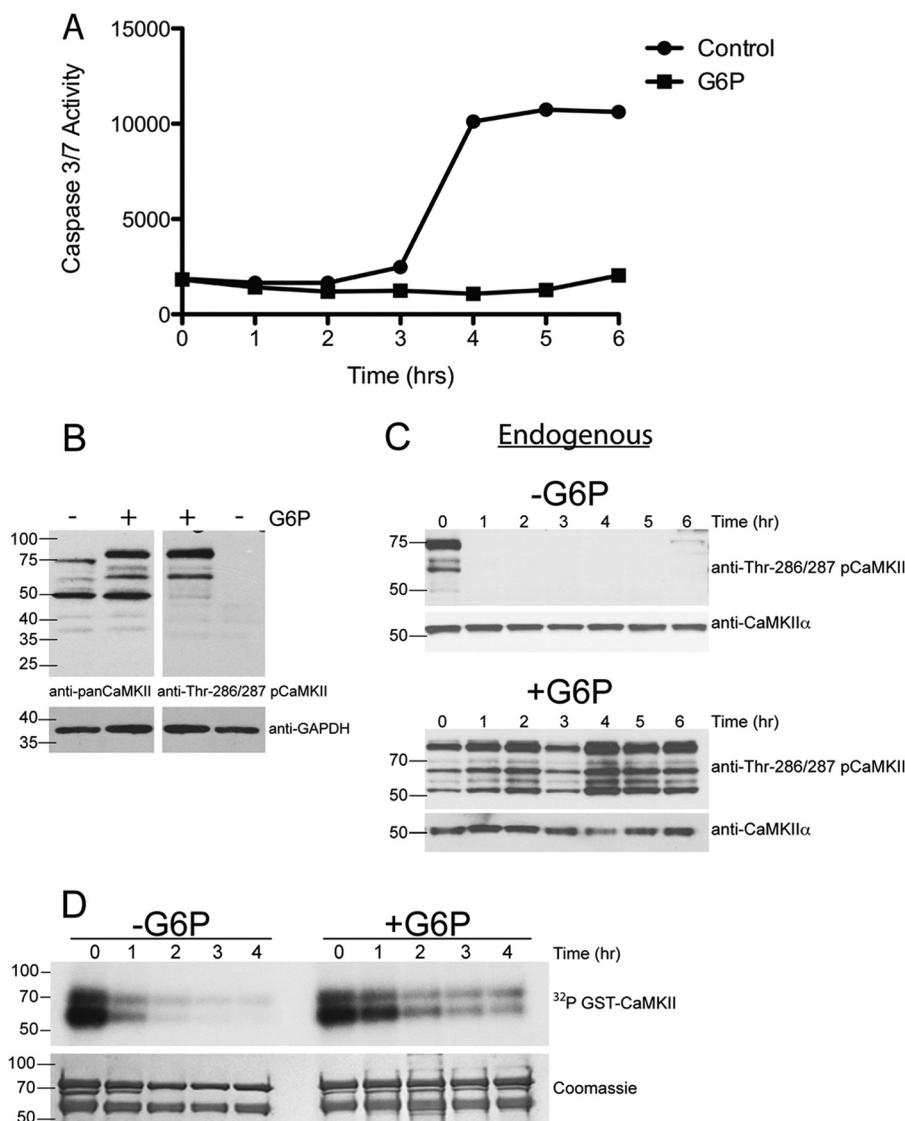 A
15000
10000
5000
0
Caspase 3/7 Activity
0 1 2 3 4 5 6
Time (hrs)
Control
G6P
B
- + + - G6P
100
75
50
40
35
25
anti-panCaMKII anti-Thr-286/287 pCaMKII
40
35
anti-GAPDH
C
Endogenous
-G6P
0 1 2 3 4 5 6 Time (hr)
75
50
anti-Thr-286/287 pCaMKII
50
anti-CaMKIIα
+G6P
0 1 2 3 4 5 6 Time (hr)
70
50
anti-Thr-286/287 pCaMKII
50
anti-CaMKIIα
D
-G6P +G6P
0 1 2 3 4 0 1 2 3 4 Time (hr)
100
70
50
³²P GST-CaMKII
100
70
50
Coomassie